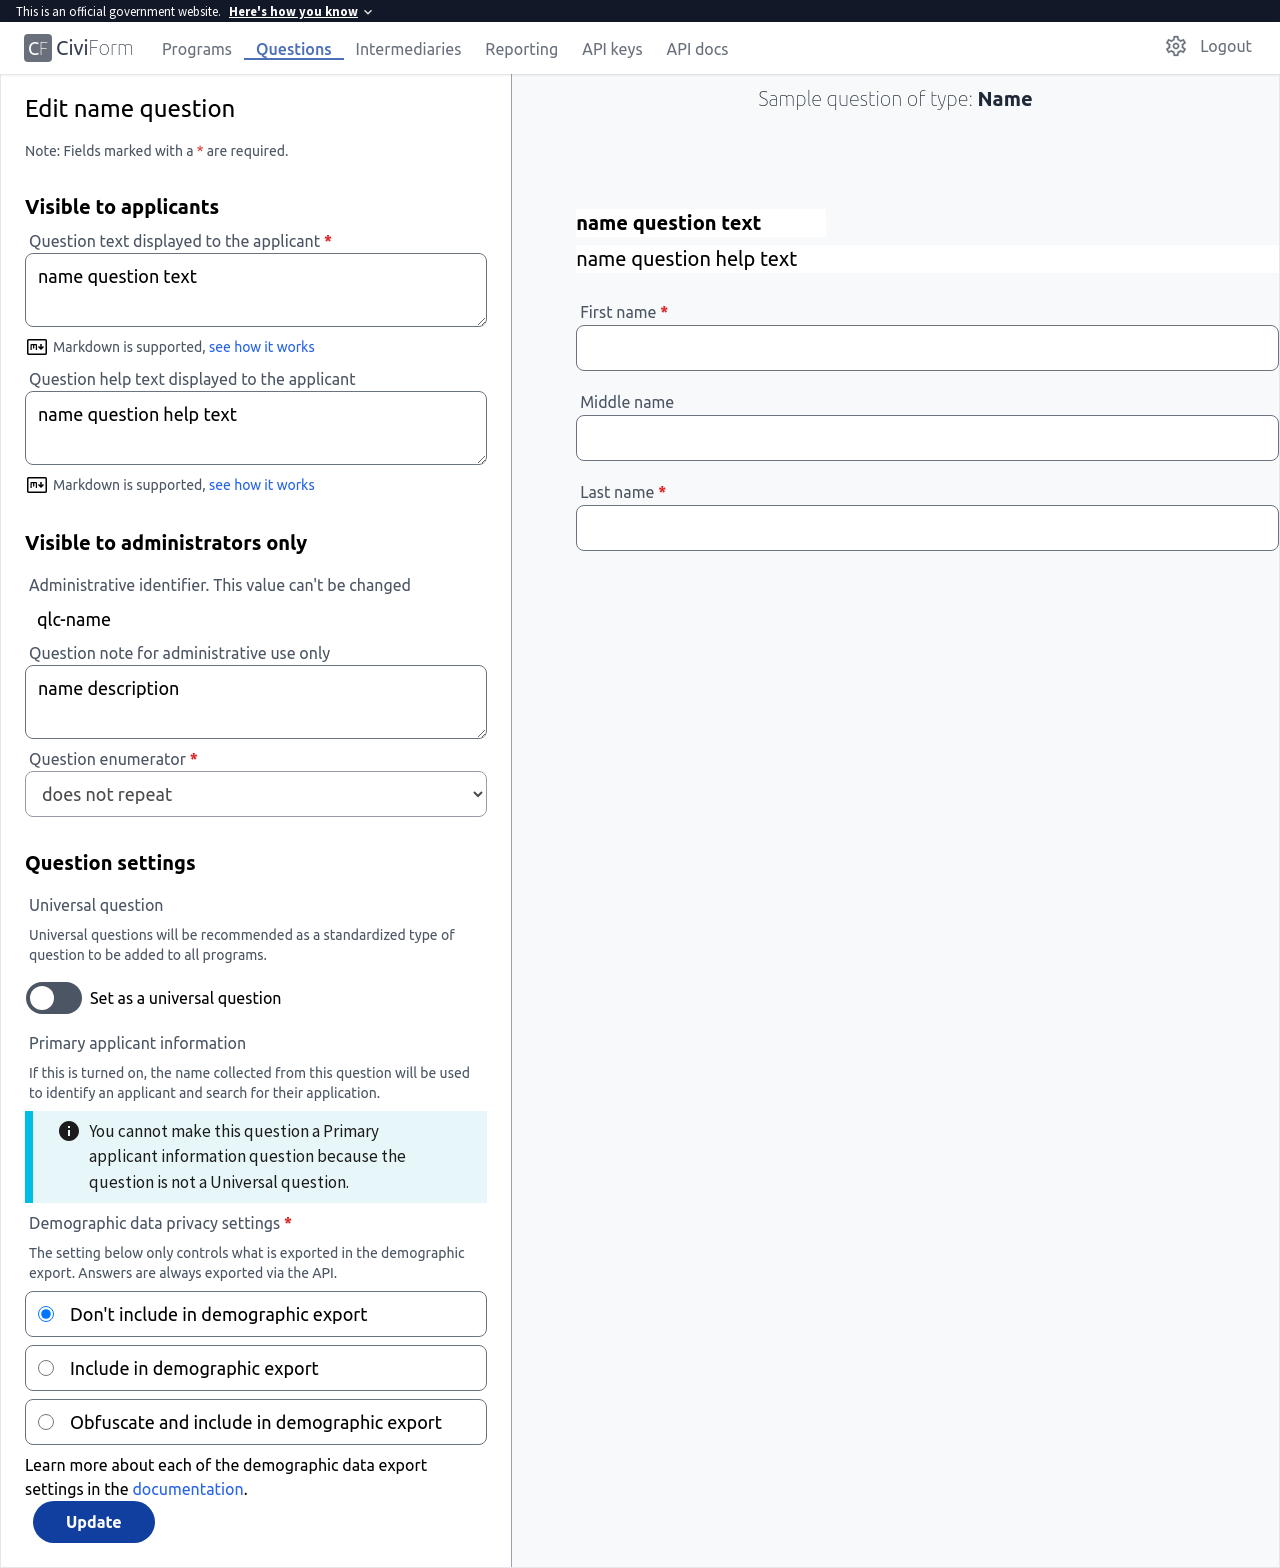 This is an official government website. Here's how you know
CF CiviForm Programs Questions Intermediaries Reporting API keys API docs Logout
Edit name question
Note: Fields marked with a * are required.
Visible to applicants
Question text displayed to the applicant *
name question text
Markdown is supported, see how it works
Question help text displayed to the applicant
name question help text
Markdown is supported, see how it works
Visible to administrators only
Administrative identifier. This value can't be changed
qlc-name
Question note for administrative use only
name description
Question enumerator *
does not repeat
Question settings
Universal question
Universal questions will be recommended as a standardized type of
question to be added to all programs.
Set as a universal question
Primary applicant information
If this is turned on, the name collected from this question will be used
to identify an applicant and search for their application.
You cannot make this question a Primary
applicant information question because the
question is not a Universal question.
Demographic data privacy settings *
The setting below only controls what is exported in the demographic
export. Answers are always exported via the API.
Don't include in demographic export
Include in demographic export
Obfuscate and include in demographic export
Learn more about each of the demographic data export
settings in the documentation.
Update
Sample question of type: Name
name question text
name question help text
First name *
Middle name
Last name *